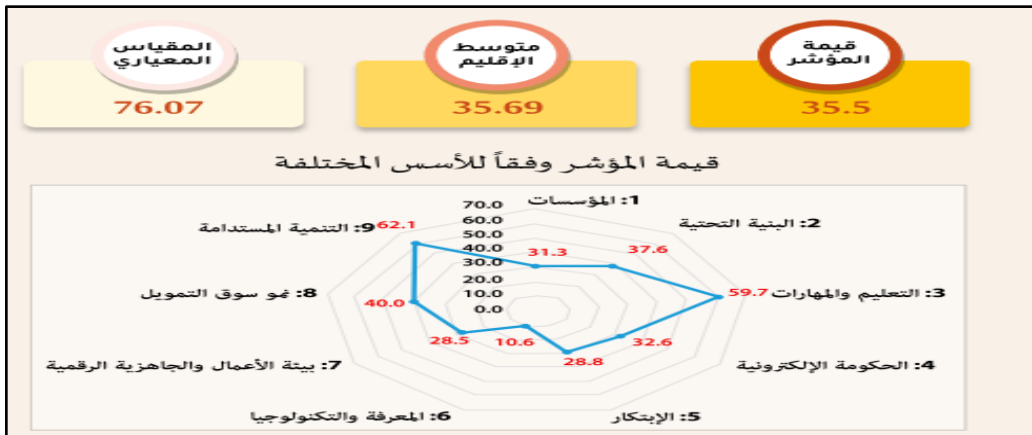 قيمة
المؤشر
35.5
متوسط
الإقليم
35.69
المقياس
المعياري
76.07
قيمة المؤشر وفقاً للأسس المختلفة
1: المؤسسات
31.3
2: البنية التحتية
37.6
3: التعليم والمهارات
59.7
4: الحكومة الإلكترونية
32.6
5: الإبتكار
28.8
6: المعرفة والتكنولوجيا
10.6
7: بيئة الأعمال والجاهزية الرقمية
28.5
8: نمو سوق التمويل
40.0
9: التنمية المستدامة
62.1
70.0
60.0
50.0
40.0
30.0
20.0
10.0
0.0